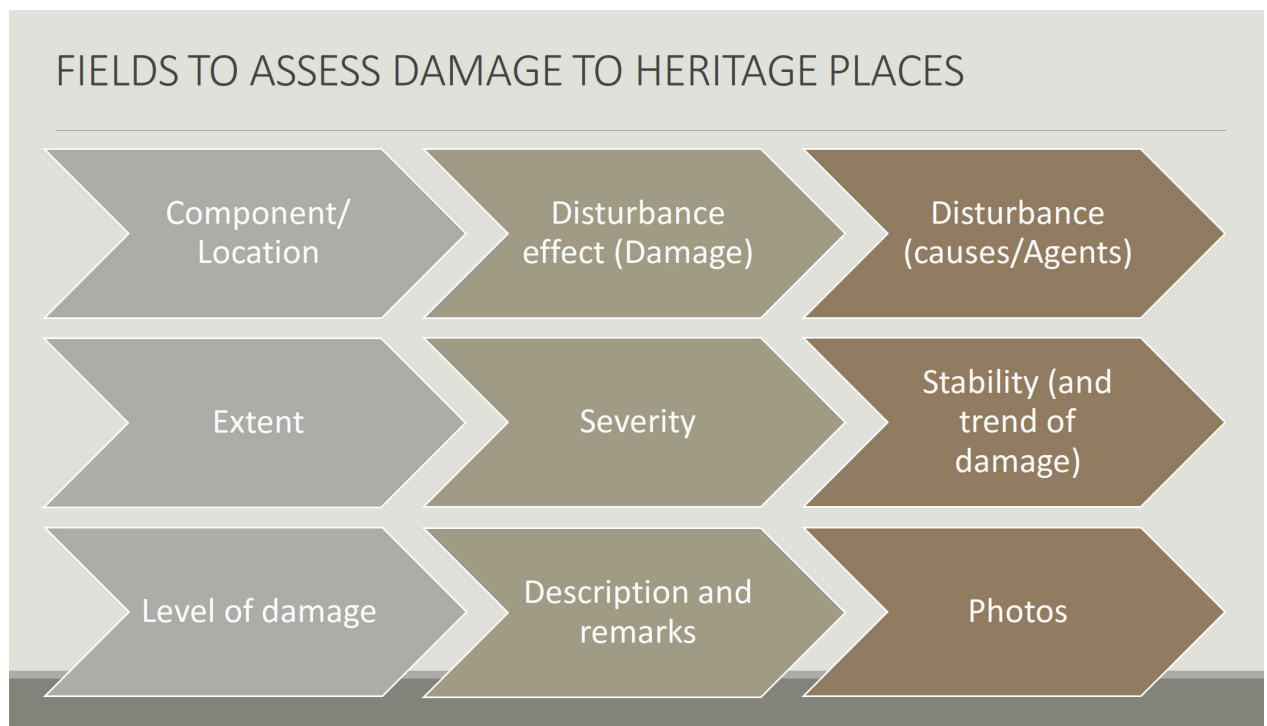 FIELDS TO ASSESS DAMAGE TO HERITAGE PLACES
Component/
Location
Disturbance
effect (Damage)
Disturbance
(causes/Agents)
Extent
Severity
Stability (and
trend of
damage)
Level of damage
Description and
remarks
Photos